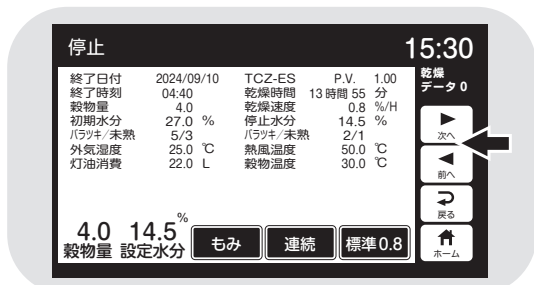 停止 15:30
終了日付 2024/09/10 TCZ-ES P.V. 1.00
終了時刻 04:40 乾燥時間 13時間 55 分
穀物量 4.0 乾燥速度 0.8 %/H
初期水分 27.0 % 停止水分 14.5 %
バラツキ/未熟 5/3 バラツキ/未熟 2/1
外気湿度 25.0 ℃ 熱風温度 50.0 ℃
灯油消費 22.0 L 穀物温度 30.0 ℃
乾燥
データ 0
次へ
前へ
戻る
ホーム
4.0 14.5%
穀物量 設定水分
もみ
連続
標準0.8